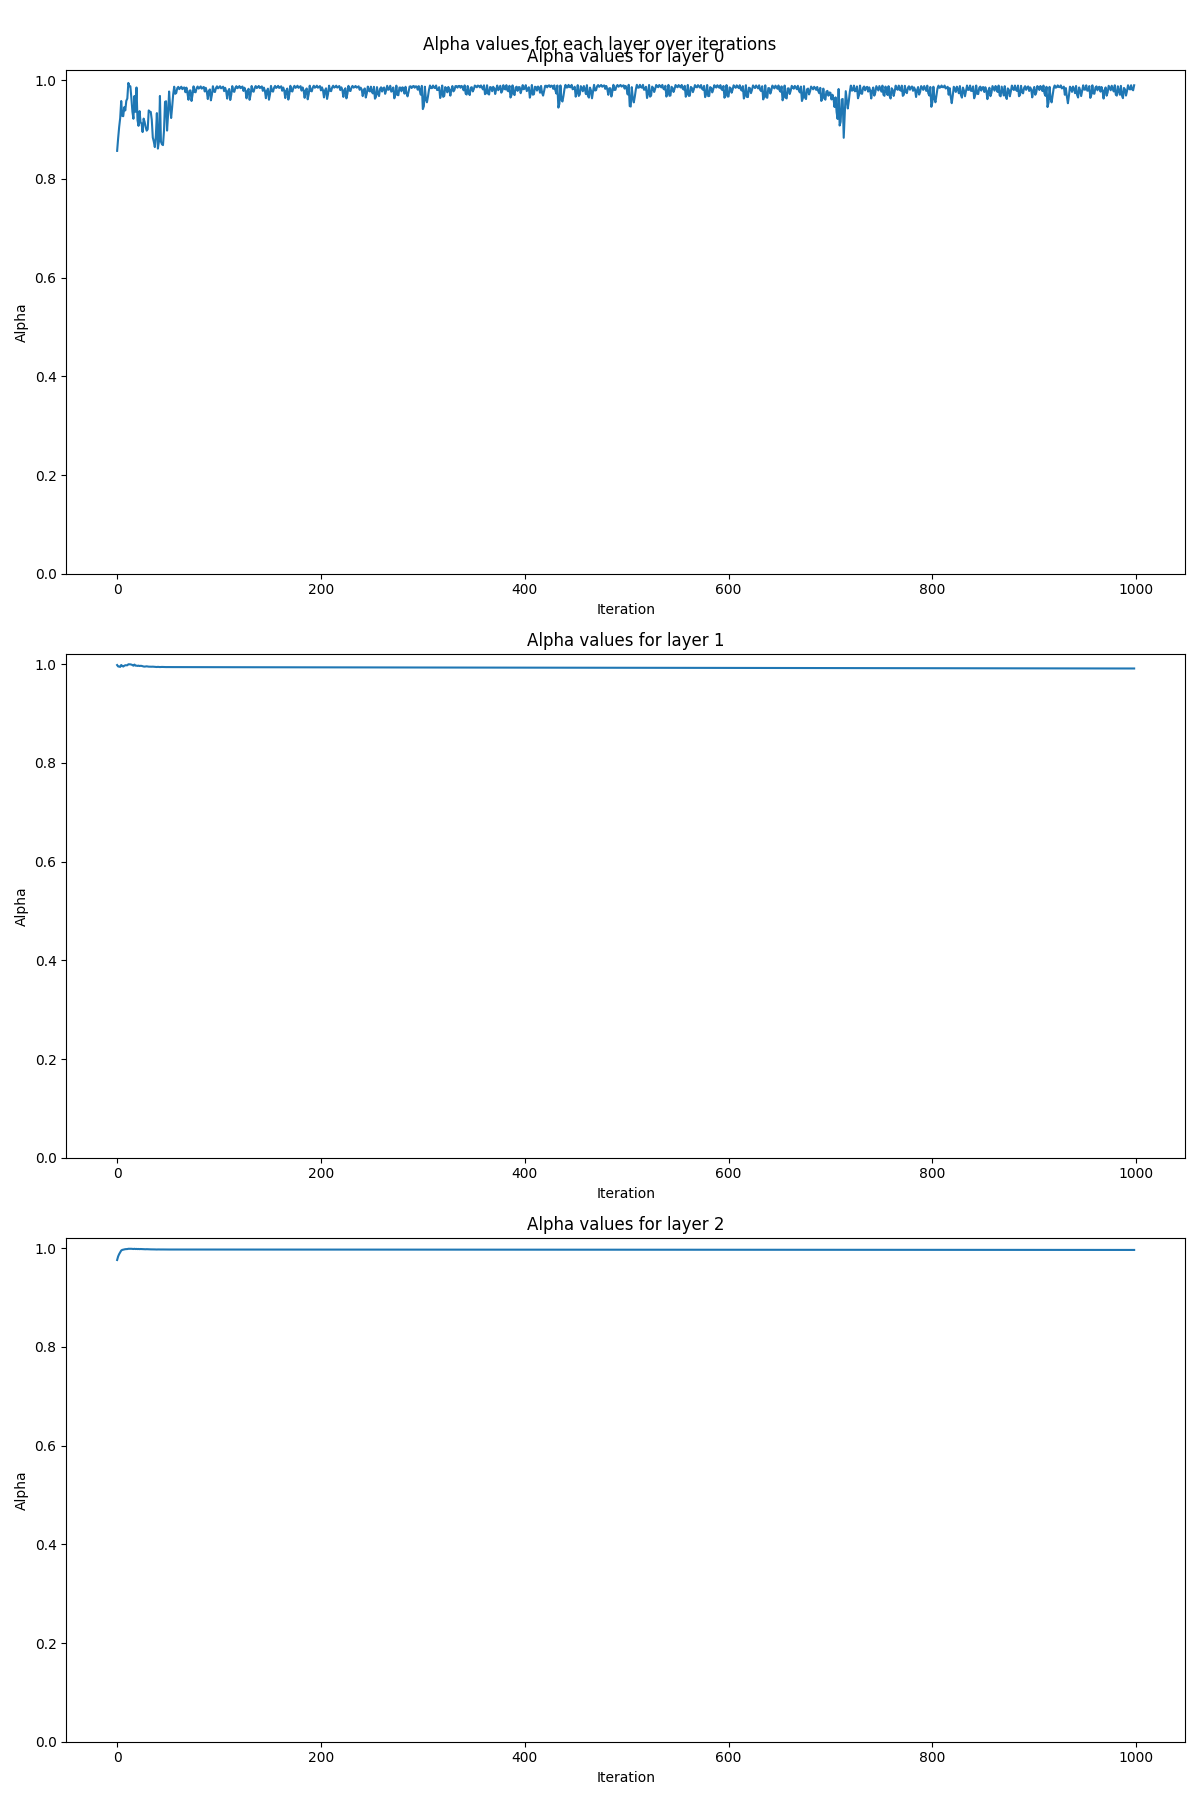 Alpha values for each layer over iterations
Alpha values for layer 0
1.0
0.8
0.6
0.4
0.2
0.0
Alpha
0 200 400 600 800 1000
Iteration
Alpha values for layer 1
1.0
0.8
0.6
0.4
0.2
0.0
Alpha
0 200 400 600 800 1000
Iteration
Alpha values for layer 2
1.0
0.8
0.6
0.4
0.2
0.0
Alpha
0 200 400 600 800 1000
Iteration